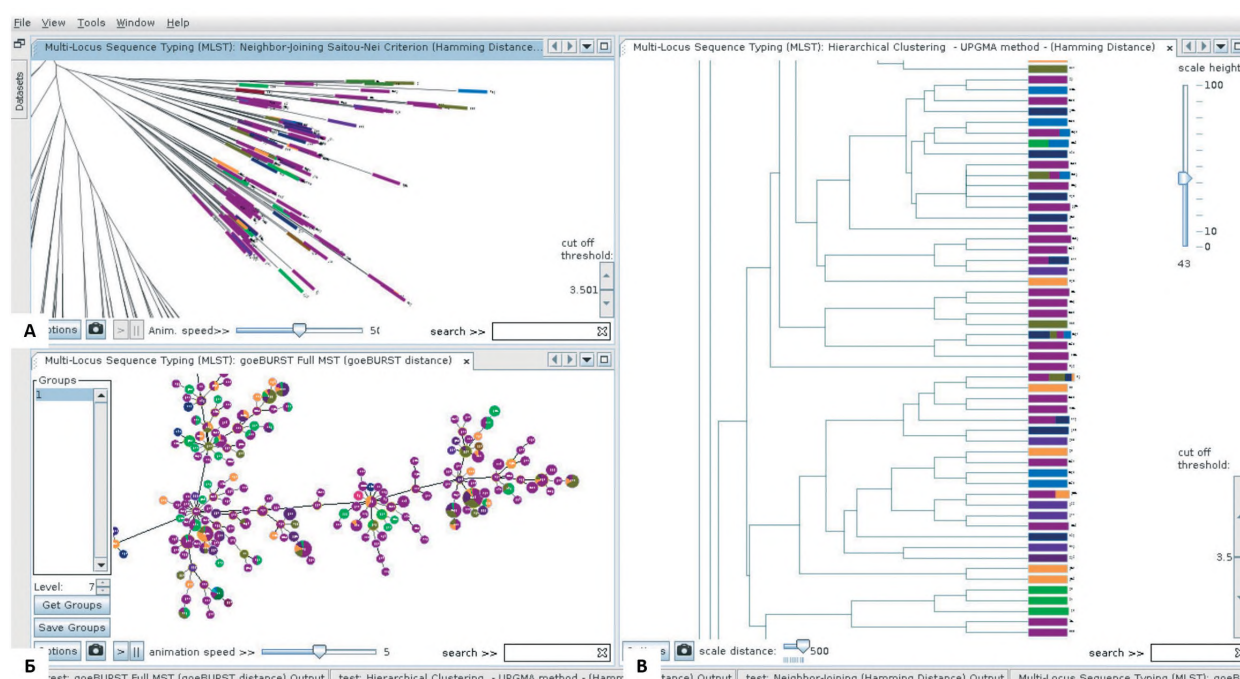 File View Tools Window Help
Datasets
Multi-Locus Sequence Typing (MLST): Neighbor-Joining Saitou-Nei Criterion (Hamming Distance...
cut off
threshold:
3.501
А
ptions
> || Anim. speed>> 50
search >>
Multi-Locus Sequence Typing (MLST): goeBURST Full MST (goeBURST distance) ×
Groups
1
Level: 7
Get Groups
Save Groups
Б
ptions
> || animation speed >> 5
search >>
Multi-Locus Sequence Typing (MLST): Hierarchical Clustering - UPGMA method - (Hamming Distance) ×
scale height
100
10
0
43
cut off
threshold:
3.5
В
scale distance: 500
search >>
test: goeBURST Full MST (goeBURST distance) Output
test: Hierarchical Clustering - UPGMA method - (Hamm
tance) Output
test: Neighbor-Joining (Hamming Distance) Output
Multi-Locus Sequence Typing (MLST): goeB